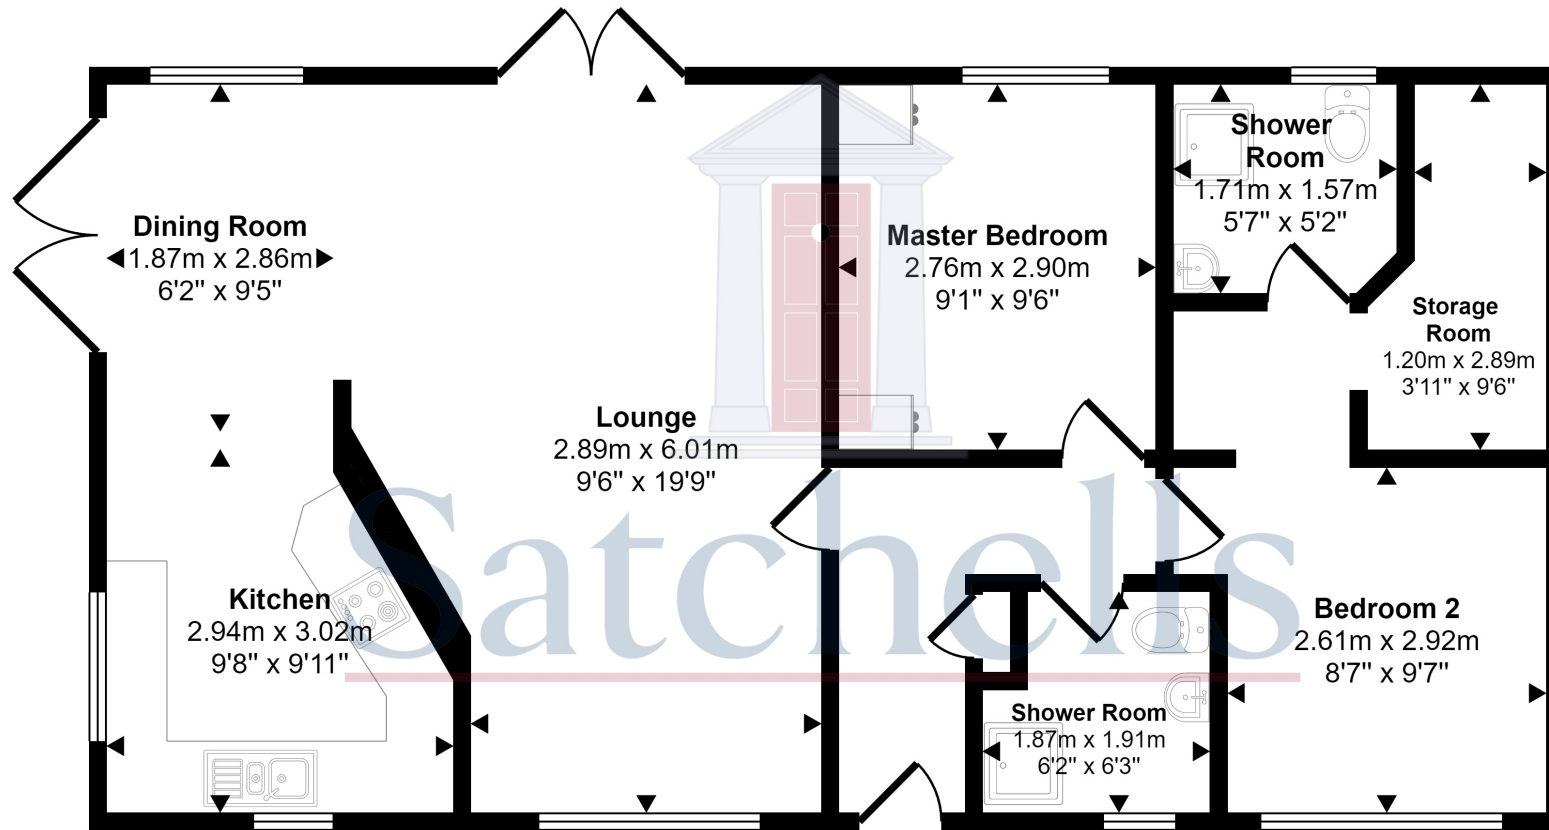 Dining Room
1.87m x 2.86m
6'2" x 9'5"
Master Bedroom
2.76m x 2.90m
9'1" x 9'6"
Shower
Room
1.71m x 1.57m
5'7" x 5'2"
Storage
Room
1.20m x 2.89m
3'11" x 9'6"
Lounge
2.89m x 6.01m
9'6" x 19'9"
Kitchen
2.94m x 3.02m
9'8" x 9'11"
Satchells
Bedroom 2
2.61m x 2.92m
8'7" x 9'7"
Shower Room
1.87m x 1.91m
6'2" x 6'3"